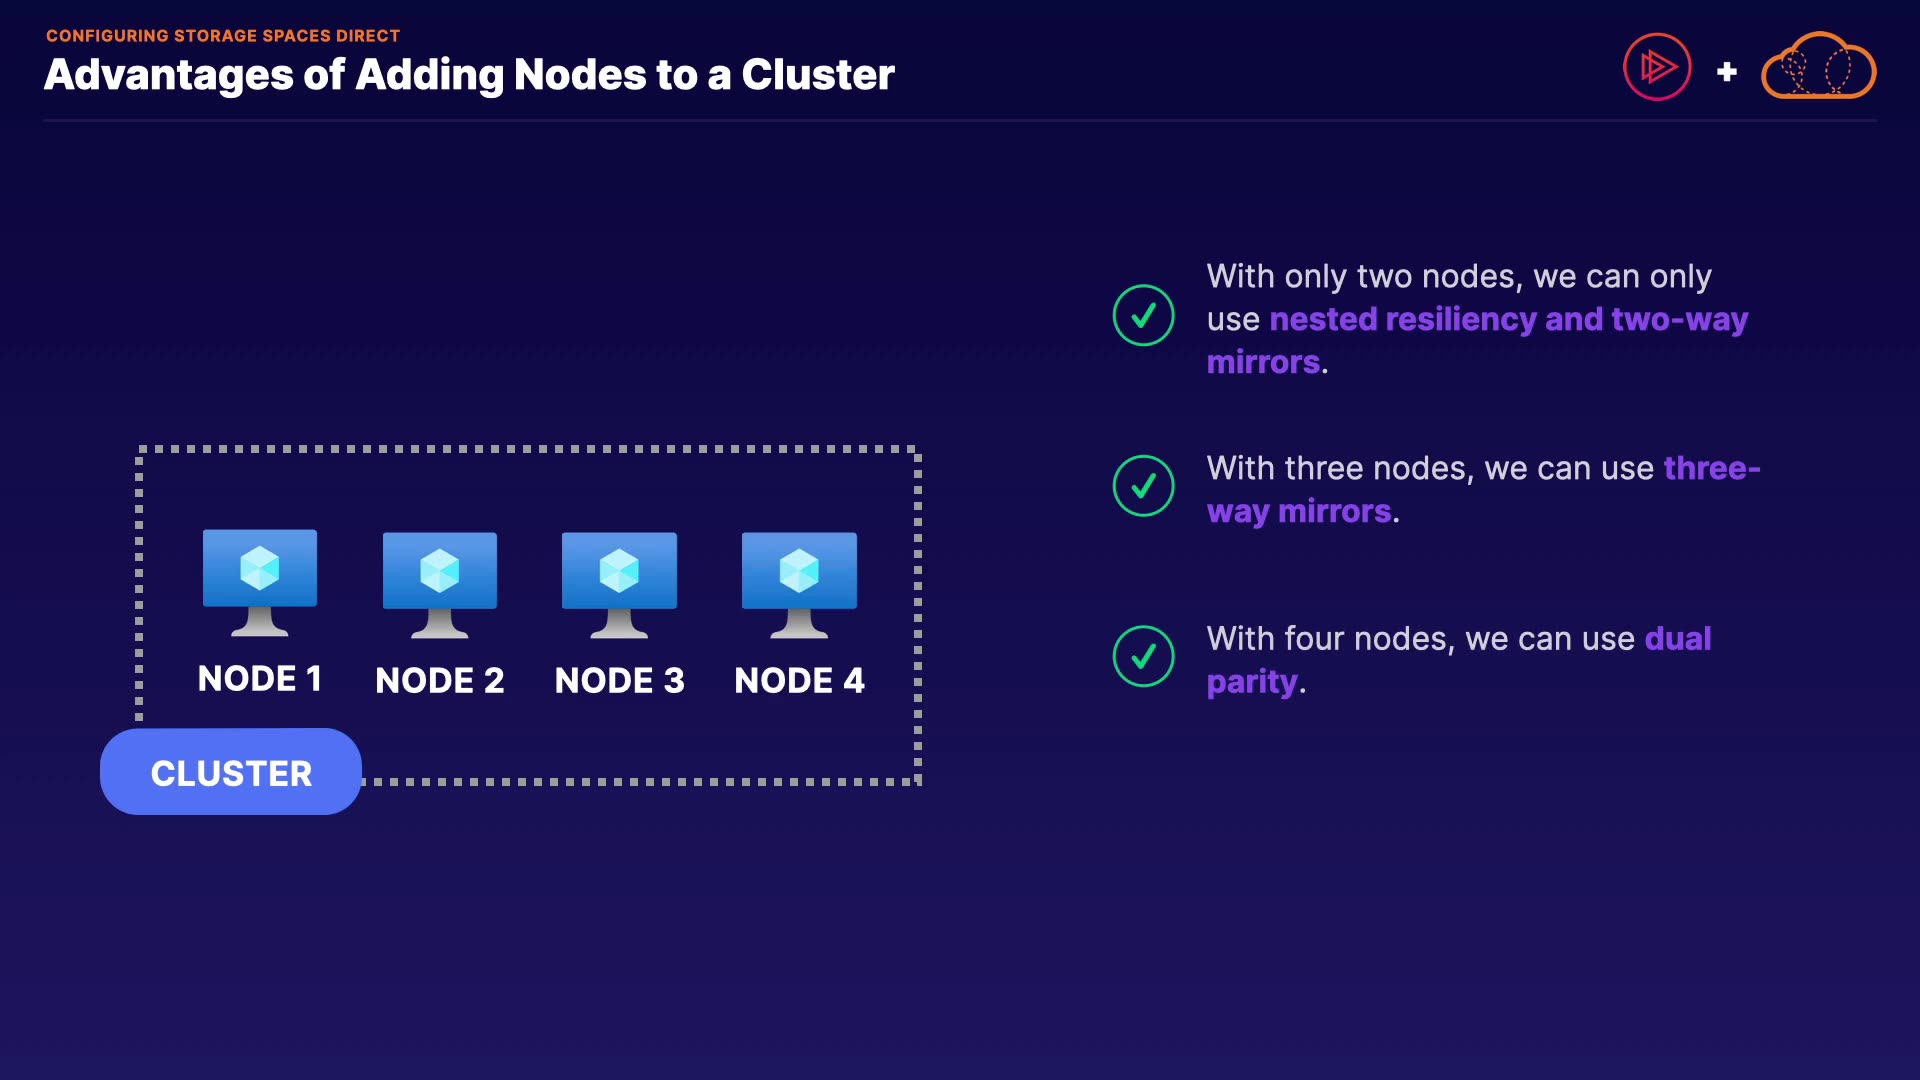 CONFIGURING STORAGE SPACES DIRECT
Advantages of Adding Nodes to a Cluster
With only two nodes, we can only
use nested resiliency and two-way
mirrors.
With three nodes, we can use three-
way mirrors.
With four nodes, we can use dual
parity.
NODE 1
NODE 2
NODE 3
NODE 4
CLUSTER